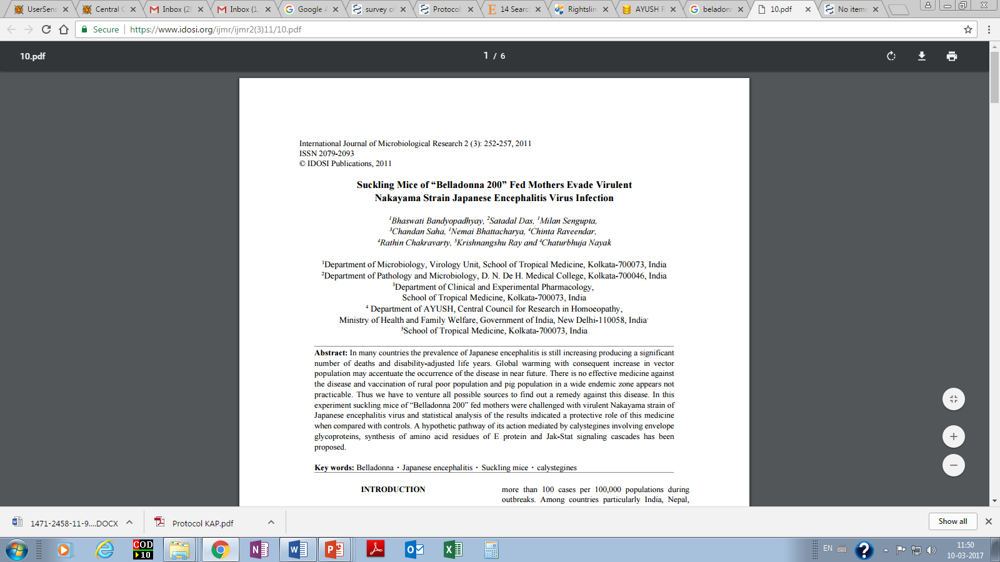 UserSens
Central C
Inbox (29
Inbox (1,
Google A
survey of
Protocol
14 Searc
Rightslin
AYUSH R
beladonn
10.pdf
No items
Secure
https://www.idosi.org/ijmr/ijmr2(3)11/10.pdf
10.pdf
1 / 6
International Journal of Microbiological Research 2 (3): 252-257, 2011
ISSN 2079-2093
© IDOSI Publications, 2011
Suckling Mice of “Belladonna 200” Fed Mothers Evade Virulent
Nakayama Strain Japanese Encephalitis Virus Infection
1Bhaswati Bandyopadhyay, 2Satadal Das, 1Milan Sengupta,
3Chandan Saha, 1Nemai Bhattacharya, 4Chinta Raveendar,
4Rathin Chakravarty, 5Krishnangshu Ray and 4Chaturbhuja Nayak
1Department of Microbiology, Virology Unit, School of Tropical Medicine, Kolkata-700073, India
2Department of Pathology and Microbiology, D. N. De H. Medical College, Kolkata-700046, India
3Department of Clinical and Experimental Pharmacology,
School of Tropical Medicine, Kolkata-700073, India
4 Department of AYUSH, Central Council for Research in Homoeopathy,
Ministry of Health and Family Welfare, Government of India, New Delhi-110058, India.
5School of Tropical Medicine, Kolkata-700073, India
Abstract: In many countries the prevalence of Japanese encephalitis is still increasing producing a significant
number of deaths and disability-adjusted life years. Global warming with consequent increase in vector
population may accentuate the occurrence of the disease in near future. There is no effective medicine against
the disease and vaccination of rural poor population and pig population in a wide endemic zone appears not
practicable. Thus we have to venture all possible sources to find out a remedy against this disease. In this
experiment suckling mice of “Belladonna 200” fed mothers were challenged with virulent Nakayama strain of
Japanese encephalitis virus and statistical analysis of the results indicated a protective role of this medicine
when compared with controls. A hypothetic pathway of its action mediated by calystegines involving envelope
glycoproteins, synthesis of amino acid residues of E protein and Jak-Stat signaling cascades has been
proposed.
Key words: Belladonna • Japanese encephalitis • Suckling mice • calystegines
INTRODUCTION
more than 100 cases per 100,000 populations during
outbreaks. Among countries particularly India, Nepal,
1471-2458-11-9....DOCX
Protocol KAP.pdf
Show all
COD
10
EN
11:50
10-03-2017